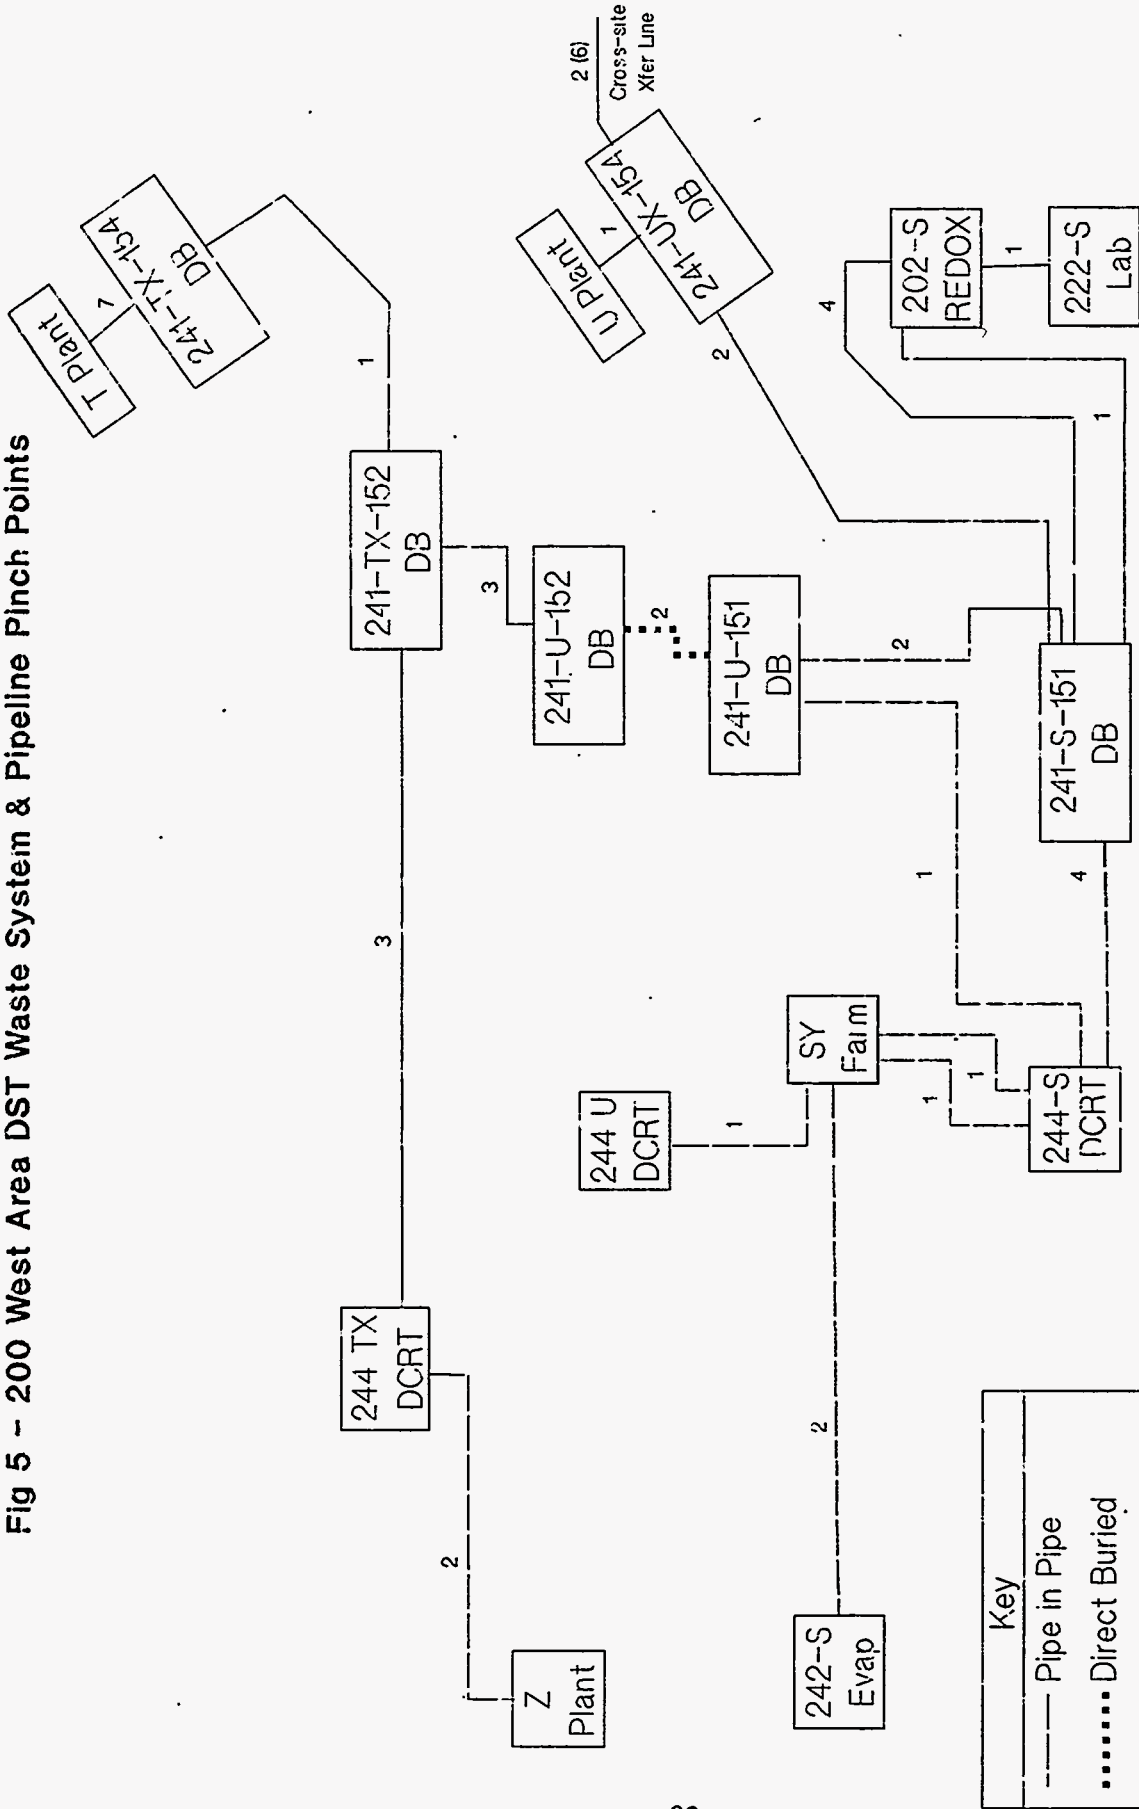 Fig 5 - 200 West Area DST Waste System & Pipeline Pinch Points
T Plant
7
241-TX-154
DB
1
241-TX-152
DB
3
3
244 TX
DCRT
2
Z
Plant
241-U-152
DB
2
241-U-151
DB
2
1
U Plant
7
241-UX-154
DB
2 (6)
Cross-site
Xfer Line
2
202-S
REDOX
4
1
1
222-S
Lab
241-S-151
DB
4
244-S
DCRT
1
1
SY
Farm
244 U
DCRT
1
2
242-S
Evap
Key
Pipe in Pipe
Direct Buried